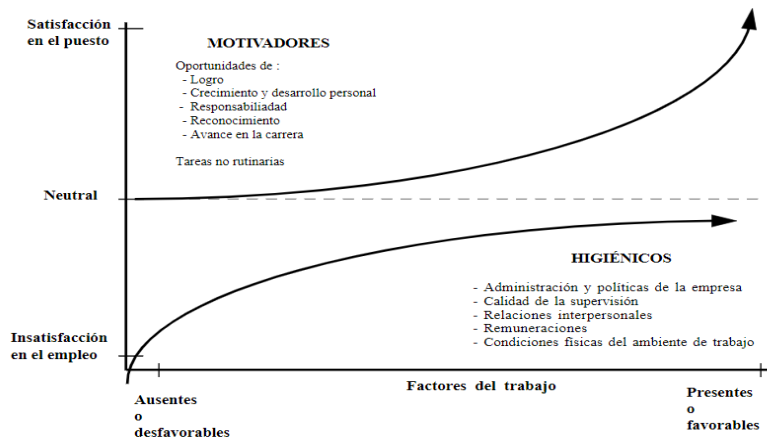 Satisfacción
en el puesto
MOTIVADORES
Oportunidades de :
- Logro
- Crecimiento y desarrollo personal
- Responsabiliadad
- Reconocimiento
- Avance en la carrera
Tareas no rutinarias
Neutral
HIGIÉNICOS
- Administración y políticas de la empresa
- Calidad de la supervisión
- Relaciones interpersonales
- Remuneraciones
- Condiciones físicas del ambiente de trabajo
Insatisfacción
en el empleo
Ausentes
o
desfavorables
Factores del trabajo
Presentes
o
favorables